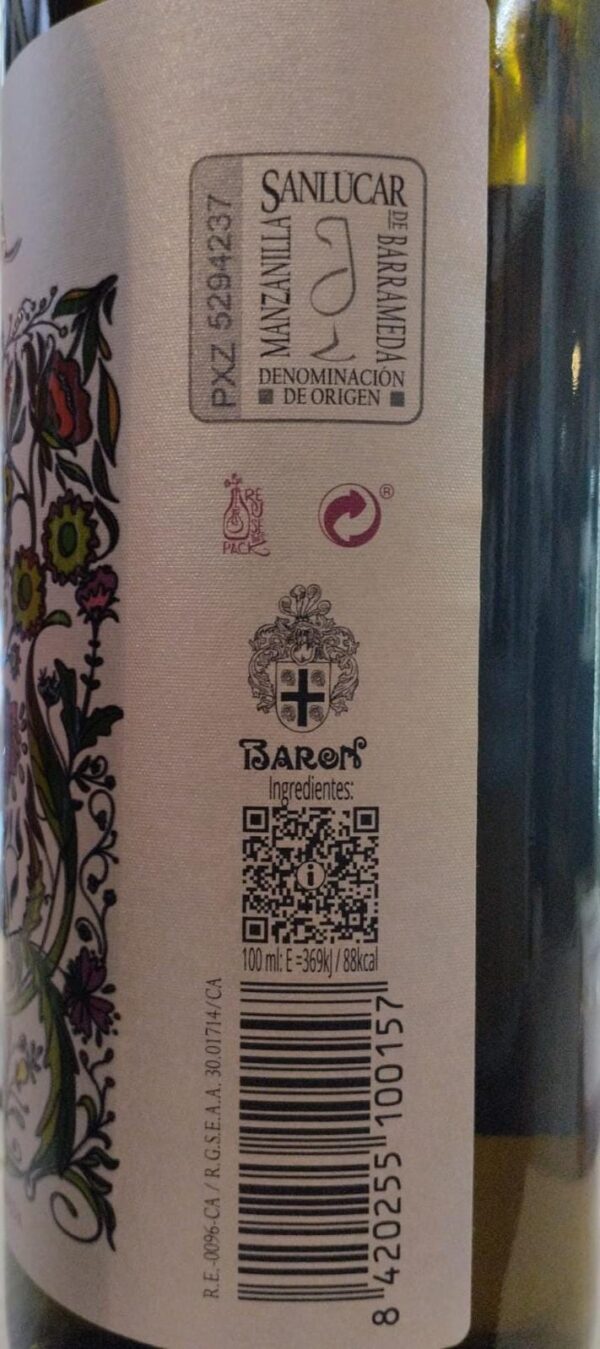 PXZ 5294237
SANLUCAR
MANZANILLA
DE BARRAMEDA
DENOMINACIÓN
DE ORIGEN
PACK
®
BARON
Ingredientes:
i
100 ml: E =369kJ / 88kcal
R.E.-0096-CA / R.G.S.E.A.A. 30.01714/CA
8 420255 100157